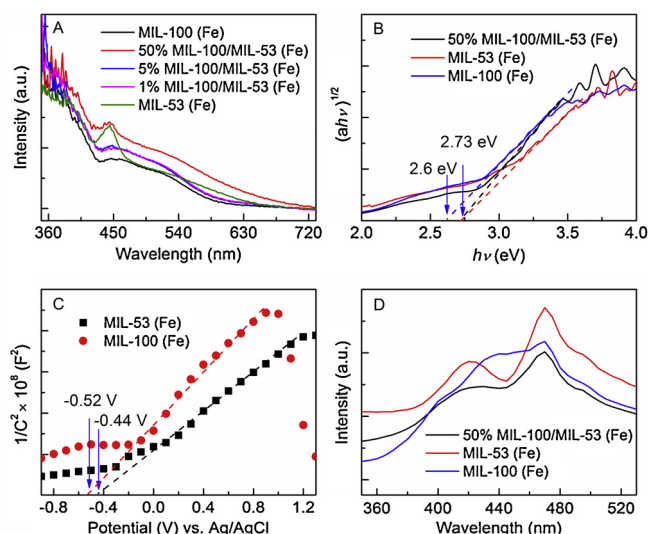 A
MIL-100 (Fe)
50% MIL-100/MIL-53 (Fe)
5% MIL-100/MIL-53 (Fe)
1% MIL-100/MIL-53 (Fe)
MIL-53 (Fe)
Intensity (a.u.)
360 450 540 630 720
Wavelength (nm)
B
50% MIL-100/MIL-53 (Fe)
MIL-53 (Fe)
MIL-100 (Fe)
2.73 eV
2.6 eV
(ahν)1/2
2.0 2.5 3.0 3.5 4.0
hν (eV)
C
MIL-53 (Fe)
MIL-100 (Fe)
-0.52 V
-0.44 V
1/C² × 10⁸ (F²)
-0.8 -0.4 0.0 0.4 0.8 1.2
Potential (V) vs. Ag/AgCl
D
50% MIL-100/MIL-53 (Fe)
MIL-53 (Fe)
MIL-100 (Fe)
Intensity (a.u.)
360 400 440 480 520
Wavelength (nm)